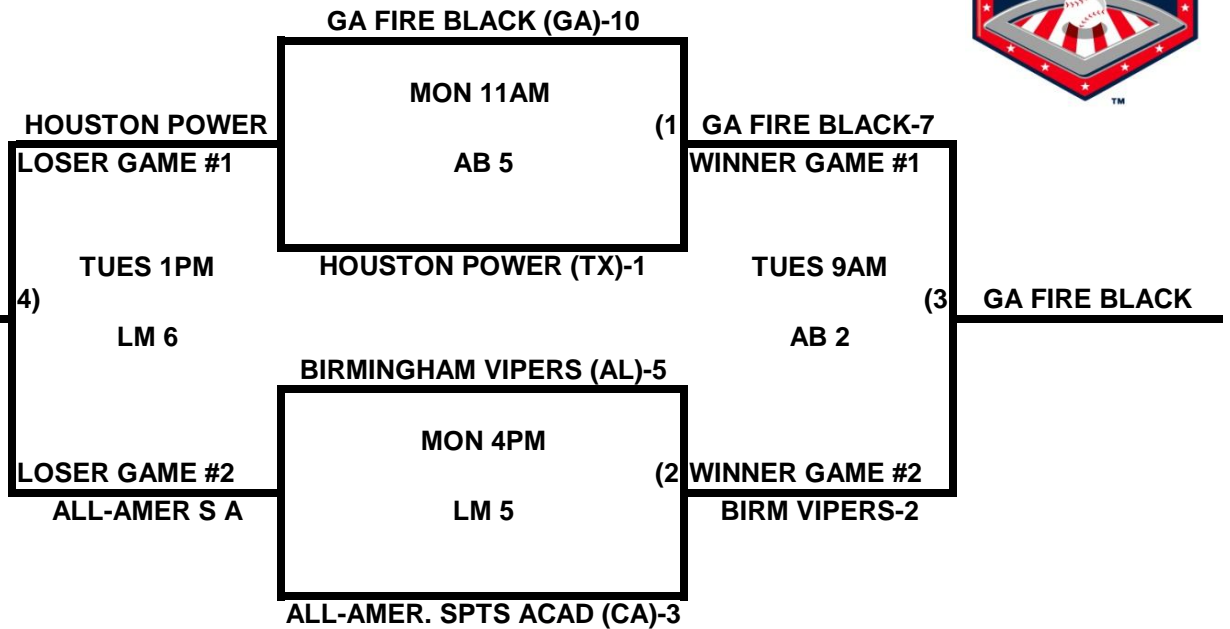 GA FIRE BLACK (GA)-10
MON 11AM
HOUSTON POWER
(1
GA FIRE BLACK-7
LOSER GAME #1
AB 5
WINNER GAME #1
TUES 1PM
HOUSTON POWER (TX)-1
TUES 9AM
4)
(3
GA FIRE BLACK
LM 6
AB 2
BIRMINGHAM VIPERS (AL)-5
MON 4PM
LOSER GAME #2
(2
WINNER GAME #2
ALL-AMER S A
LM 5
BIRM VIPERS-2
ALL-AMER. SPTS ACAD (CA)-3
TM